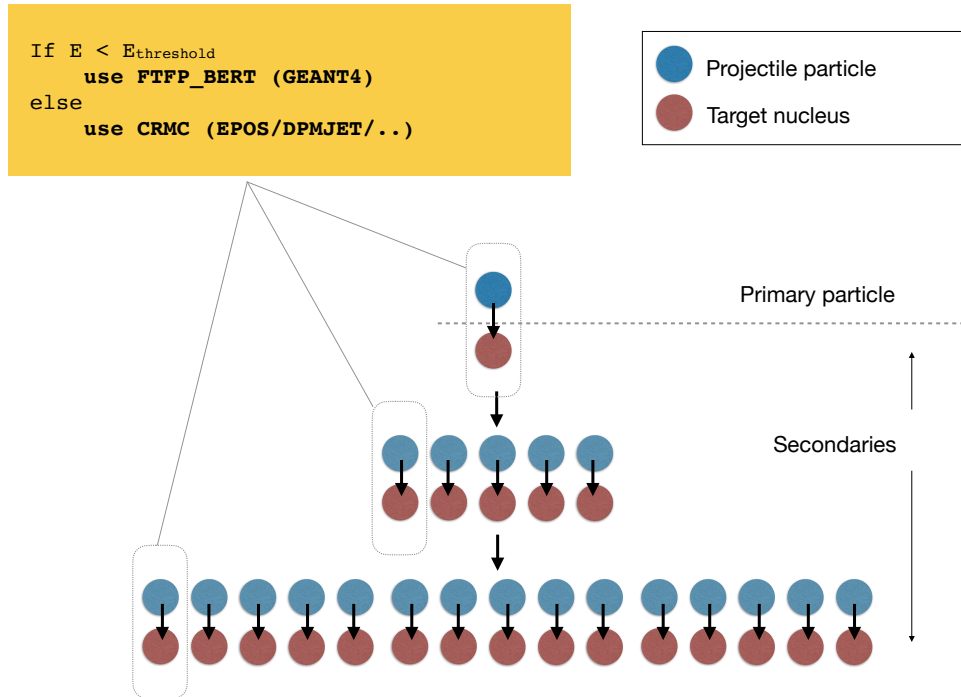 If E < Ethreshold
use FTFP_BERT (GEANT4)
else
use CRMC (EPOS/DPMJET/..)
Projectile particle
Target nucleus
Primary particle
Secondaries